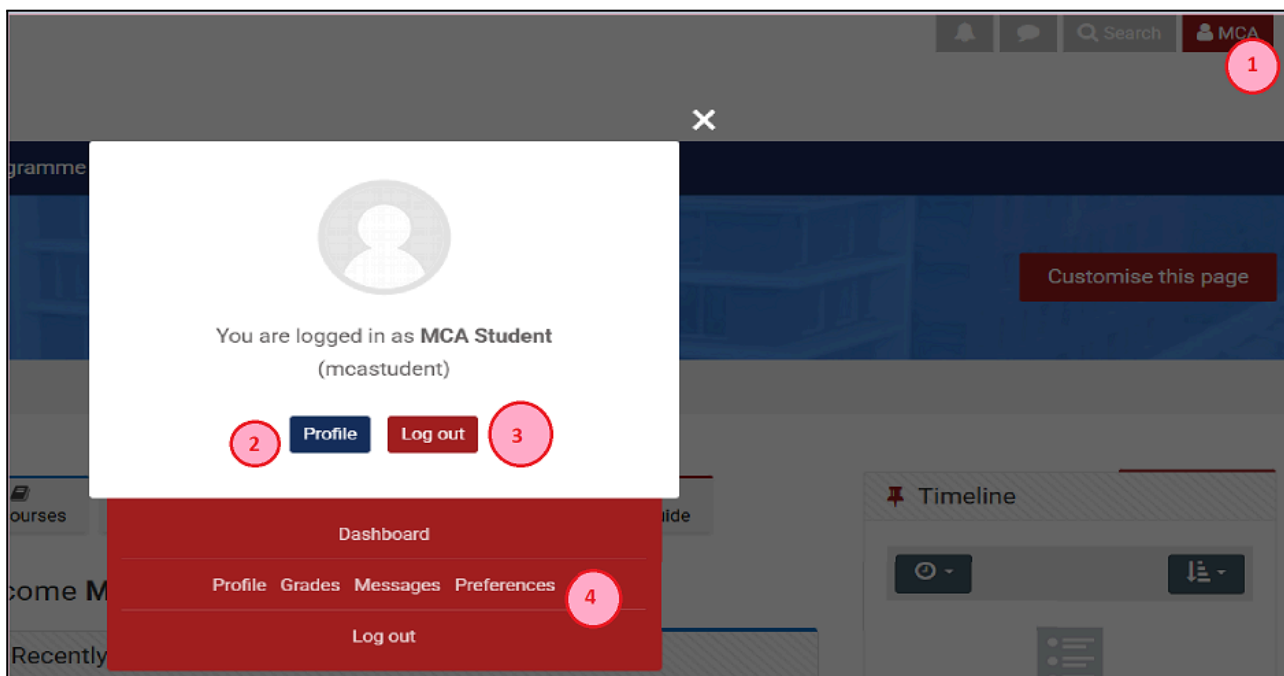 Search
MCA
1
gramme
Customise this page
You are logged in as MCA Student
(mcastudent)
2
Profile
Log out
3
ourses
ide
Timeline
Dashboard
Profile Grades Messages Preferences
4
come M
Log out
Recently